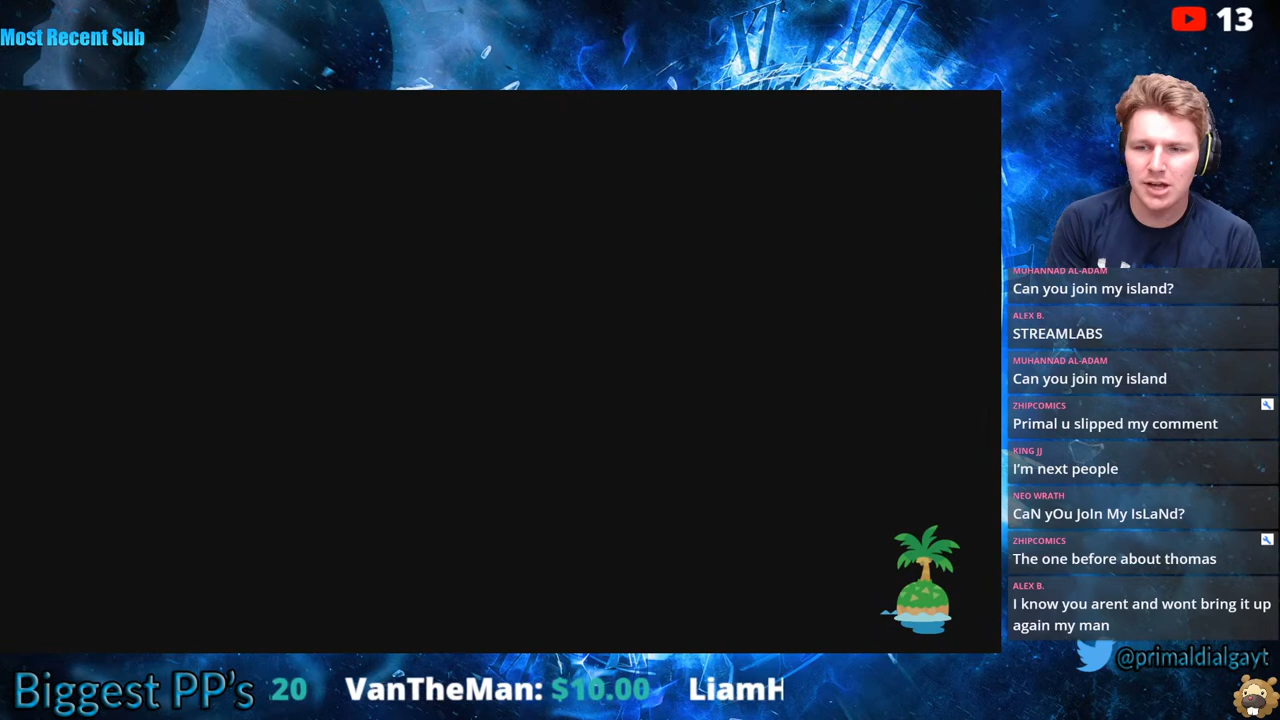 Most Recent Sub
13
MUHANNAD AL-ADAM
Can you join my island?
ALEX B.
STREAMLABS
MUHANNAD AL-ADAM
Can you join my island
ZHIPCOMICS
Primal u slipped my comment
KING JJ
I'm next people
NEO WRATH
CaN yOu JoIn My IsLaNd?
ZHIPCOMICS
The one before about thomas
ALEX B.
I know you arent and wont bring it up
again my man
@primaldialgayt
Biggest PP's 20 VanTheMan: $10.00 LiamH